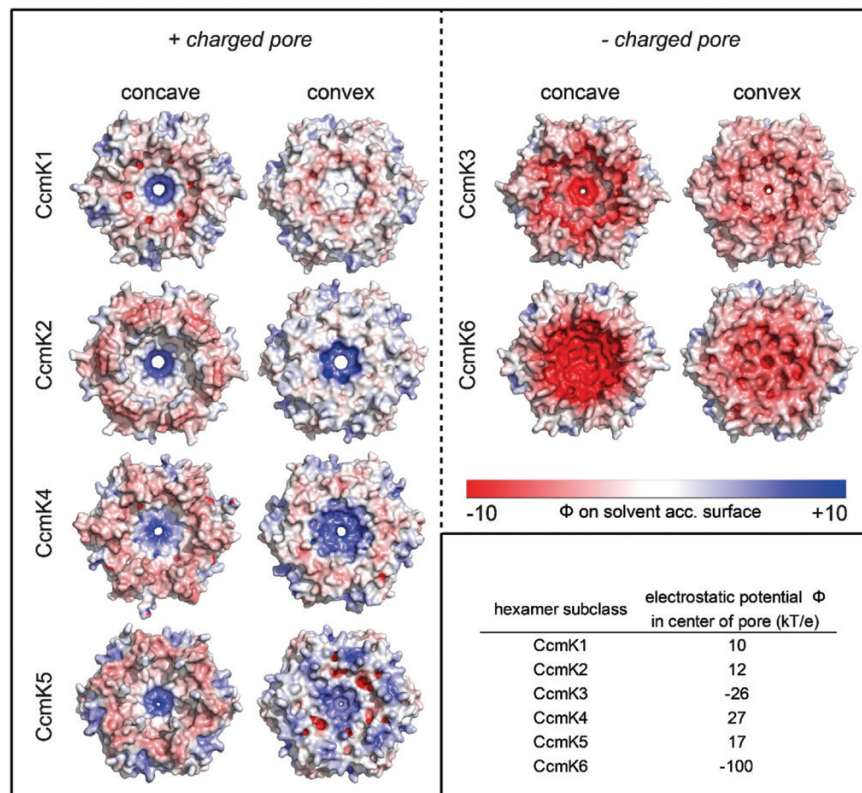 + charged pore
concave convex
CcmK1
CcmK2
CcmK4
CcmK5
- charged pore
concave convex
CcmK3
CcmK6
-10 Φ on solvent acc. surface +10
hexamer subclass electrostatic potential Φ
in center of pore (kT/e)
CcmK1 10
CcmK2 12
CcmK3 -26
CcmK4 27
CcmK5 17
CcmK6 -100